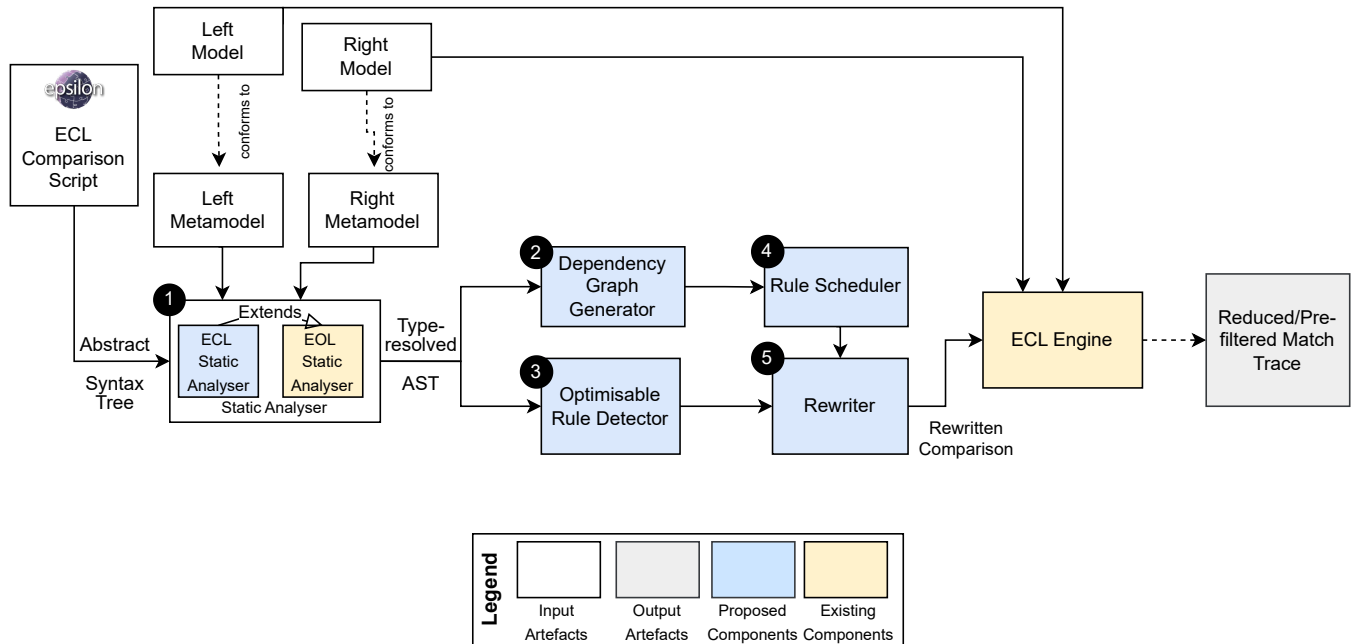 Left
Model
Right
Model
epsilon
ECL
Comparison
Script
conforms to
conforms to
Left
Metamodel
Right
Metamodel
1
Extends
ECL
Static
Analyser
EOL
Static
Analyser
Static Analyser
Abstract
Syntax
Tree
Type-
resolved
AST
2
Dependency
Graph
Generator
3
Optimisable
Rule Detector
4
Rule Scheduler
5
Rewriter
Rewritten
Comparison
ECL Engine
Reduced/Pre-
filtered Match
Trace
Legend
Input
Artefacts
Output
Artefacts
Proposed
Components
Existing
Components